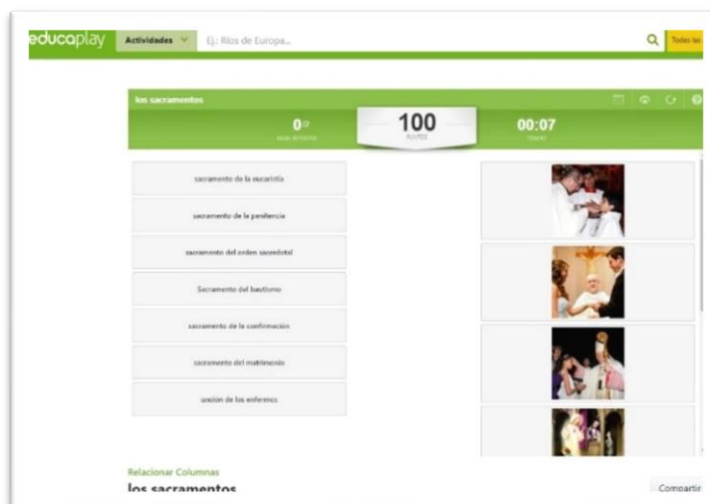 educaplay Actividades Ej.: Ríos de Europa... Todas las
los sacramentos
0 100 00:07
PUNTOS TIEMPO
sacramento de la eucaristía
sacramento de la penitencia
sacramento del orden sacerdotal
Sacramento del bautismo
sacramento de la confirmación
sacramento del matrimonio
unción de los enfermos
Relacionar Columnas
los sacramentos
Compartir